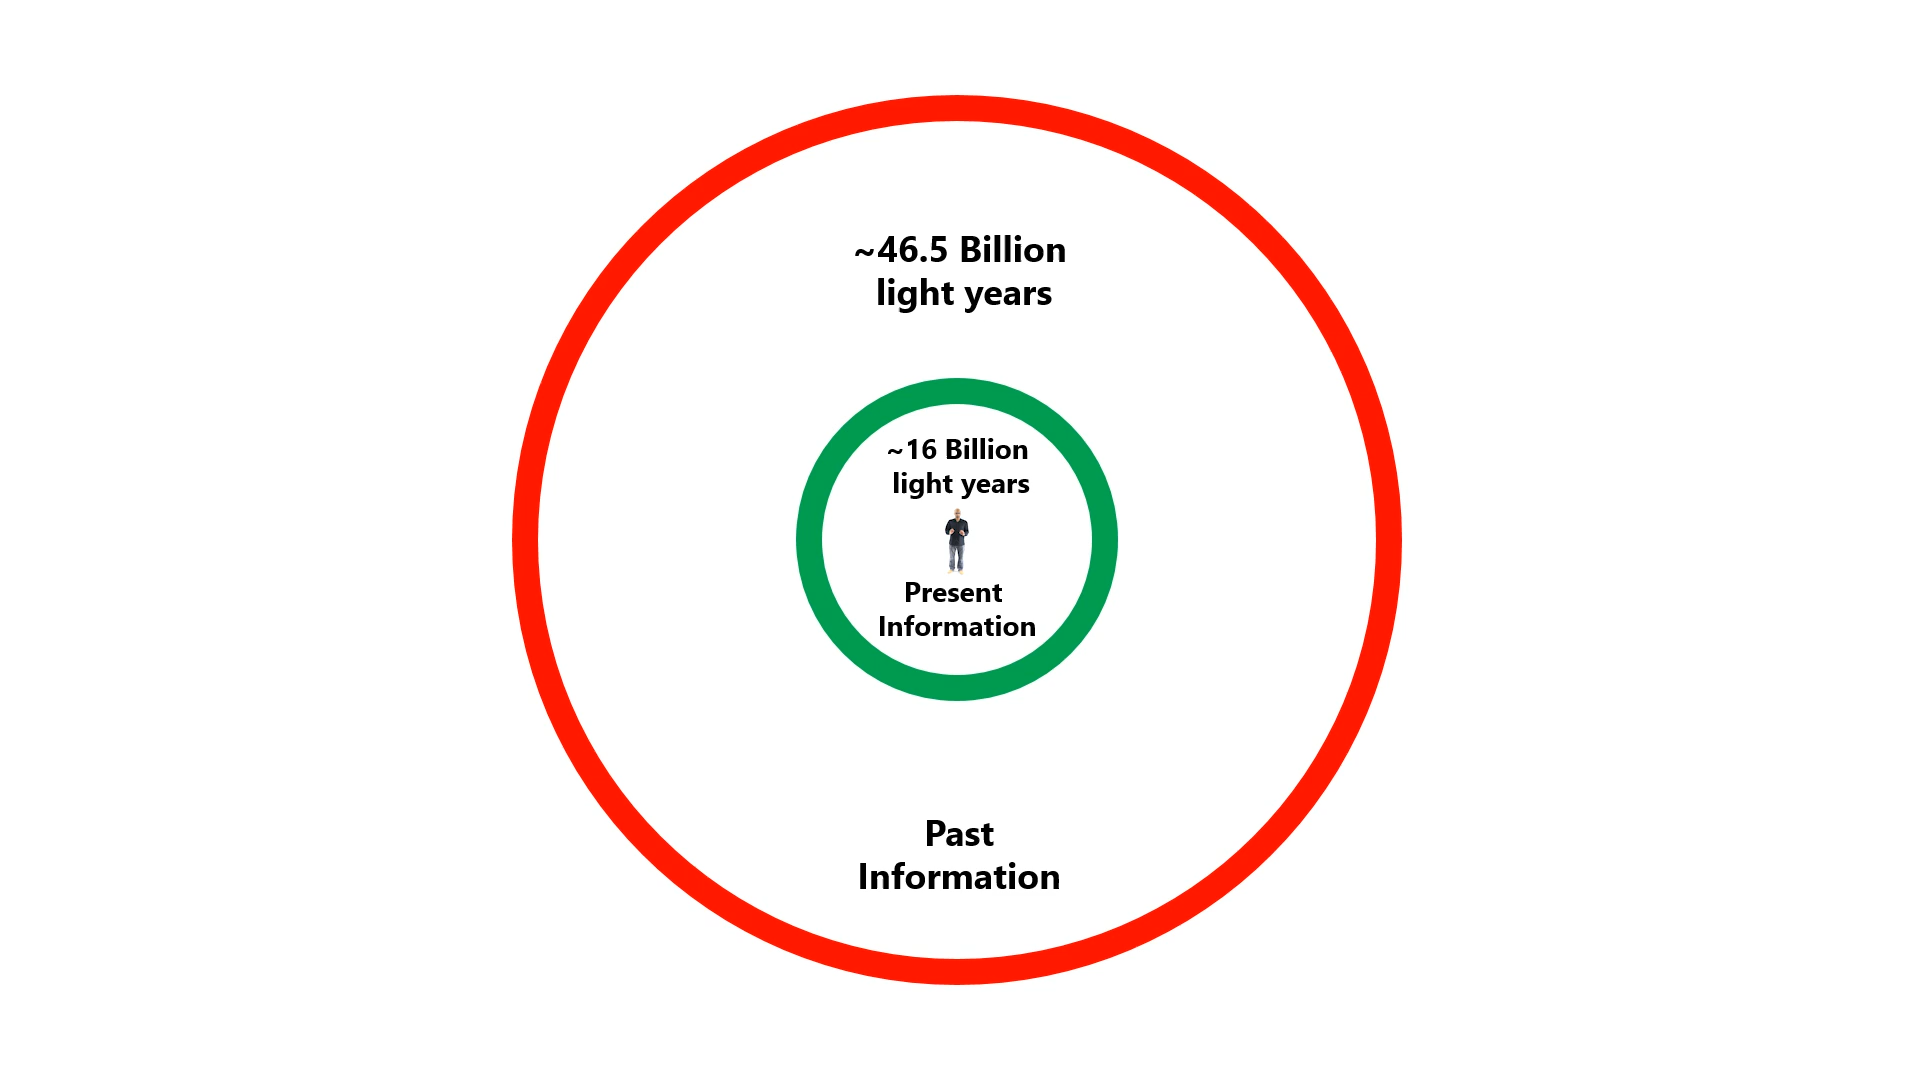 ~46.5 Billion
light years
~16 Billion
light years
Present
Information
Past
Information